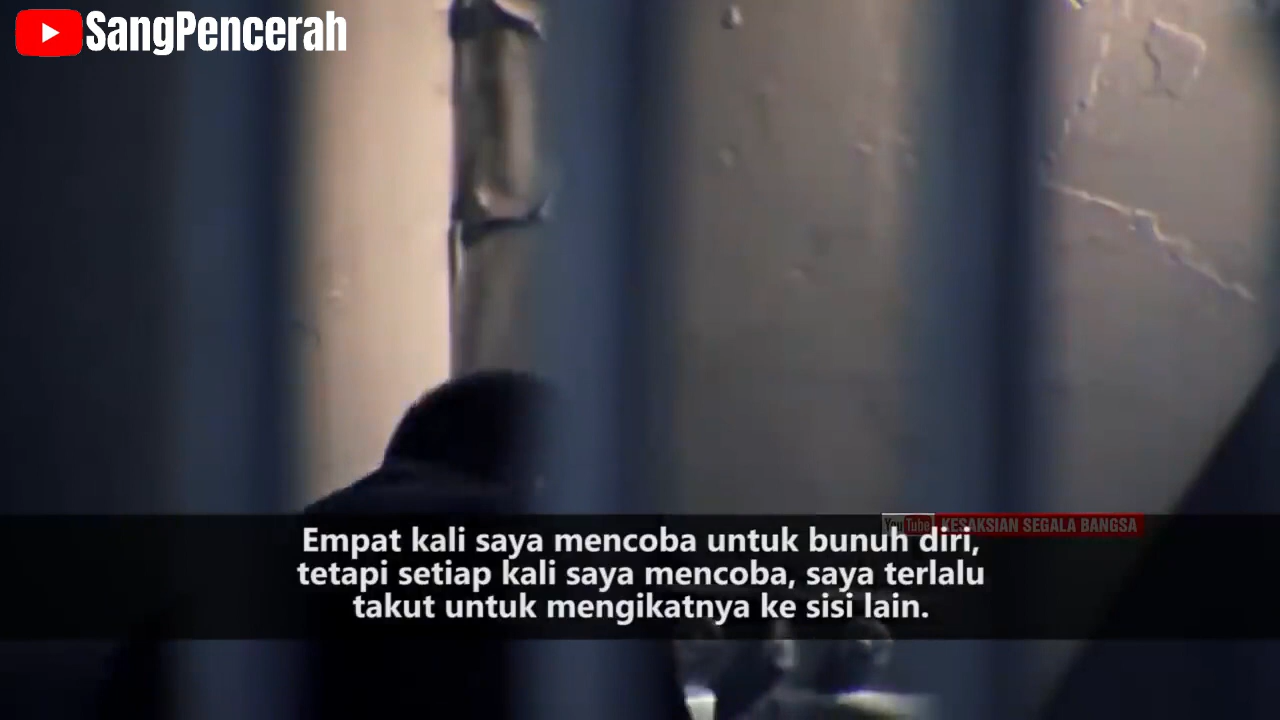 SangPencerah
YouTube KESAKSIAN SEGALA BANGSA
Empat kali saya mencoba untuk bunuh diri,
tetapi setiap kali saya mencoba, saya terlalu
takut untuk mengikatnya ke sisi lain.